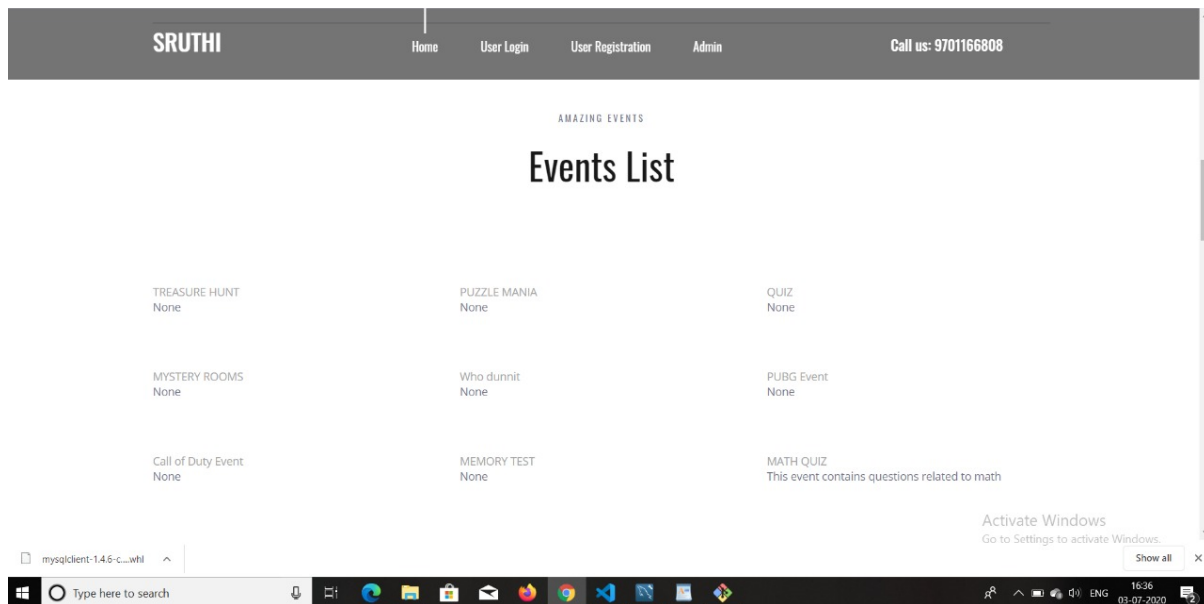 SRUTHI Home User Login User Registration Admin Call us: 9701166808
AMAZING EVENTS
Events List
TREASURE HUNT
None
PUZZLE MANIA
None
QUIZ
None
MYSTERY ROOMS
None
Who dunnit
None
PUBG Event
None
Call of Duty Event
None
MEMORY TEST
None
MATH QUIZ
This event contains questions related to math
Activate Windows
Go to Settings to activate Windows.
mysqlclient-1.4.6-c....whl
Show all
Type here to search
ENG
16:36
03-07-2020
2